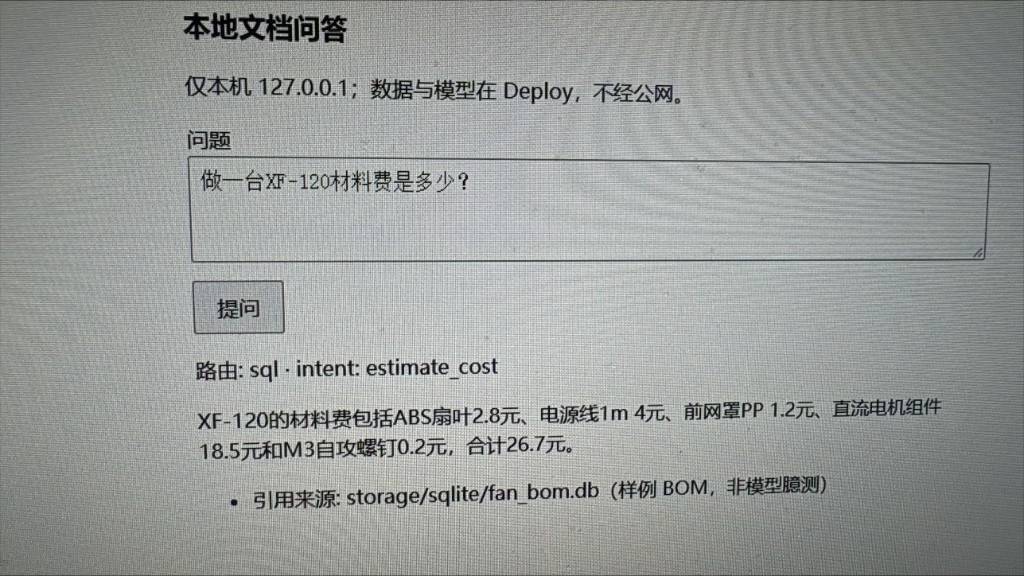 本地文档问答
仅本机 127.0.0.1；数据与模型在 Deploy，不经公网。
问题
做一台XF-120材料费是多少？
提问
路由: sql · intent: estimate_cost
XF-120的材料费包括ABS扇叶2.8元、电源线1m 4元、前网罩PP 1.2元、直流电机组件
18.5元和M3自攻螺钉0.2元，合计26.7元。
• 引用来源: storage/sqlite/fan_bom.db（样例 BOM，非模型臆测）